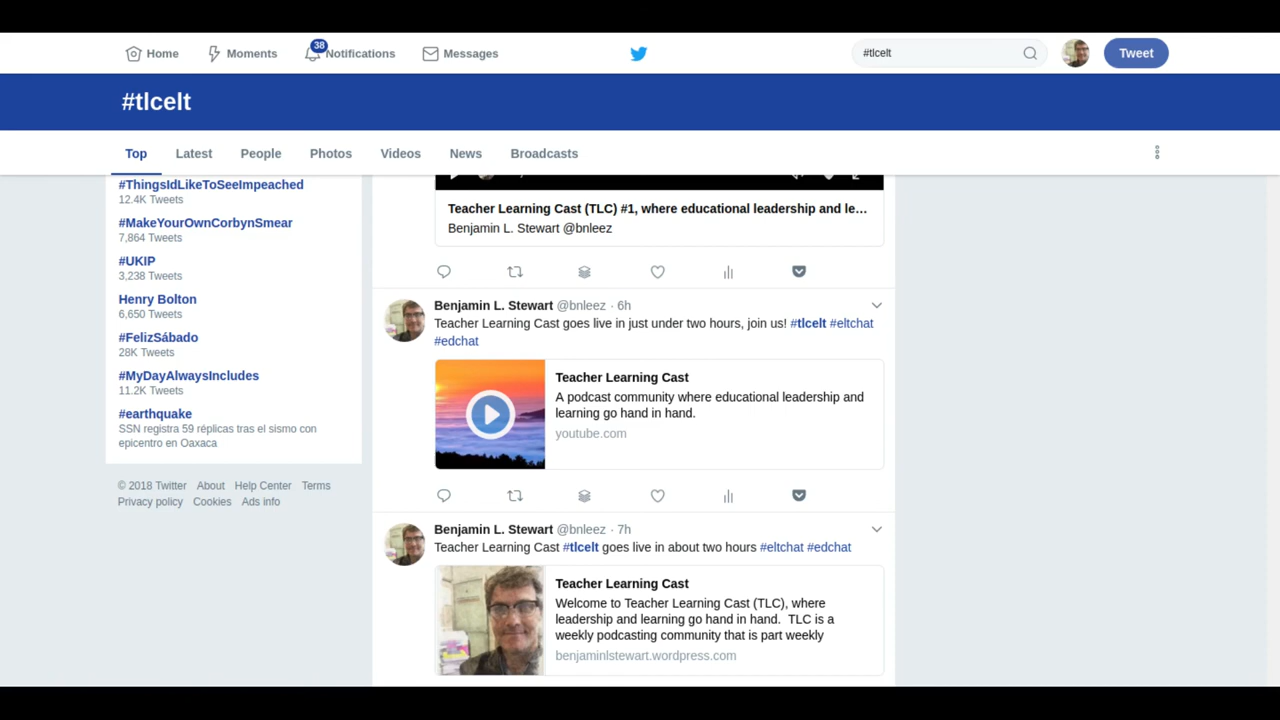 Home
Moments
38
Notifications
Messages
#tlcelt
Tweet
#tlcelt
Top
Latest
People
Photos
Videos
News
Broadcasts
#ThingsIdLikeToSeeImpeached
12.4K Tweets
#MakeYourOwnCorbynSmear
7,864 Tweets
#UKIP
3,238 Tweets
Henry Bolton
6,650 Tweets
#FelizSábado
28K Tweets
#MyDayAlwaysIncludes
11.2K Tweets
#earthquake
SSN registra 59 réplicas tras el sismo con
epicentro en Oaxaca
© 2018 Twitter About Help Center Terms
Privacy policy Cookies Ads info
Teacher Learning Cast (TLC) #1, where educational leadership and le...
Benjamin L. Stewart @bnleez
Benjamin L. Stewart @bnleez · 6h
Teacher Learning Cast goes live in just under two hours, join us! #tlcelt #eltchat
#edchat
Teacher Learning Cast
A podcast community where educational leadership and
learning go hand in hand.
youtube.com
Benjamin L. Stewart @bnleez · 7h
Teacher Learning Cast #tlcelt goes live in about two hours #eltchat #edchat
Teacher Learning Cast
Welcome to Teacher Learning Cast (TLC), where
leadership and learning go hand in hand. TLC is a
weekly podcasting community that is part weekly
benjaminlstewart.wordpress.com